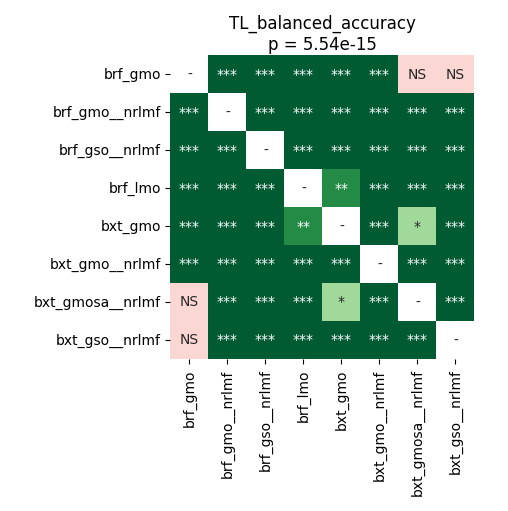 TL_balanced_accuracy
p = 5.54e-15
brf_gmo - *** *** *** *** *** NS NS
brf_gmo__nrlmf *** - *** *** *** *** *** ***
brf_gso__nrlmf *** *** - *** *** *** *** ***
brf_lmo *** *** *** - ** *** *** ***
bxt_gmo *** *** *** ** - *** * ***
bxt_gmo__nrlmf *** *** *** *** *** - *** ***
bxt_gmosa__nrlmf NS *** *** *** * *** - ***
bxt_gso__nrlmf NS *** *** *** *** *** *** -
brf_gmo
brf_gmo__nrlmf
brf_gso__nrlmf
brf_lmo
bxt_gmo
bxt_gmo__nrlmf
bxt_gmosa__nrlmf
bxt_gso__nrlmf